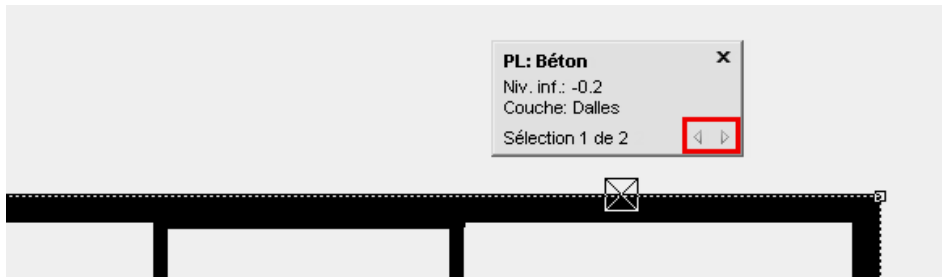 PL: Béton
Niv. inf.: -0.2
Couche: Dalles
Sélection 1 de 2